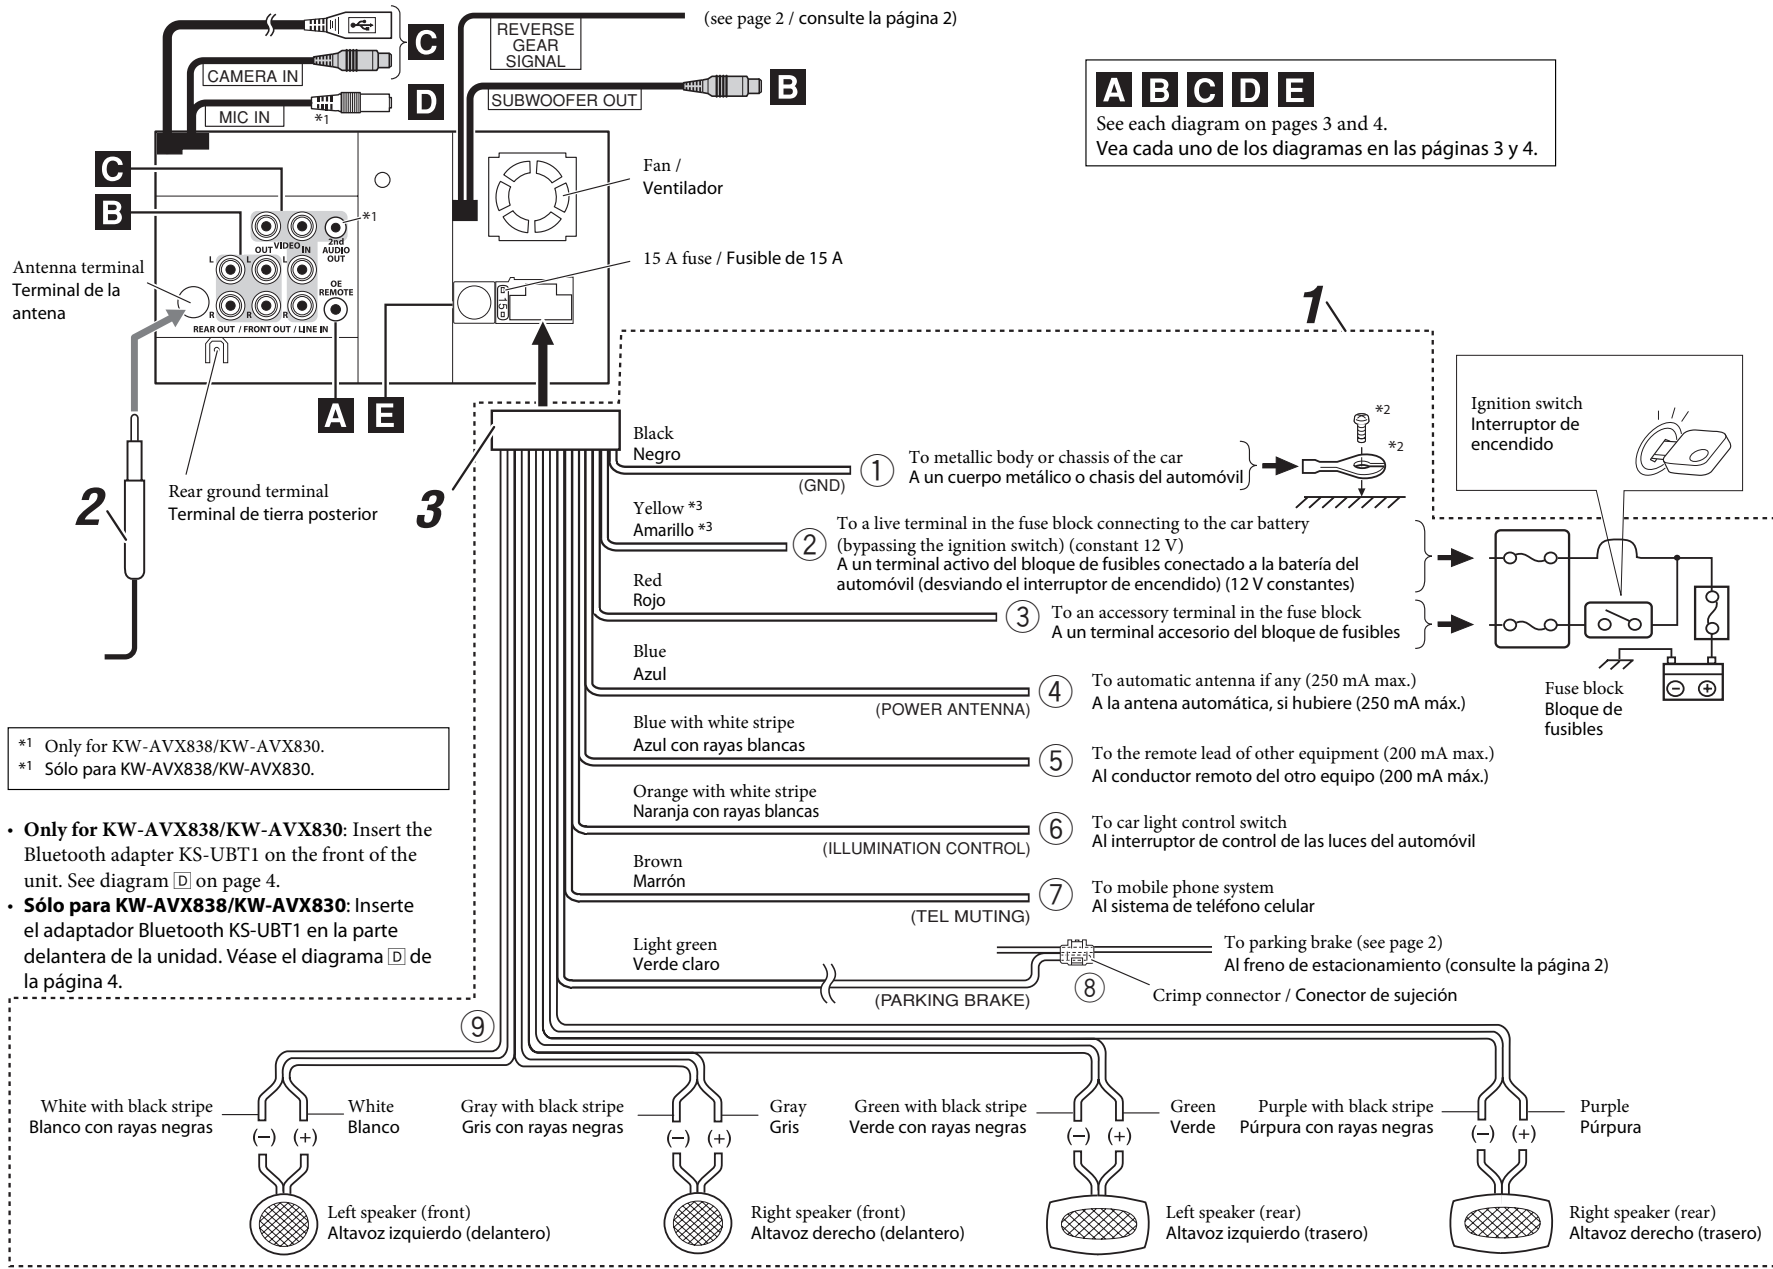 (see page 2 / consulte la página 2)
REVERSE
GEAR
SIGNAL
C
CAMERA IN
D
MIC IN
*1
SUBWOOFER OUT
B
A B C D E
See each diagram on pages 3 and 4.
Vea cada uno de los diagramas en las páginas 3 y 4.
C
B
*1
OUT VIDEO IN
2nd
AUDIO
OUT
L L L
OE
REMOTE
R R R
REAR OUT / FRONT OUT / LINE IN
Fan /
Ventilador
15 A fuse / Fusible de 15 A
15
Antenna terminal
Terminal de la
antena
A
E
1
2
3
Rear ground terminal
Terminal de tierra posterior
Black
Negro
(GND)
1
To metallic body or chassis of the car
A un cuerpo metálico o chasis del automóvil
*2
*2
Ignition switch
Interruptor de
encendido
Yellow *3
Amarillo *3
2
To a live terminal in the fuse block connecting to the car battery
(bypassing the ignition switch) (constant 12 V)
A un terminal activo del bloque de fusibles conectado a la batería del
automóvil (desviando el interruptor de encendido) (12 V constantes)
Red
Rojo
3
To an accessory terminal in the fuse block
A un terminal accesorio del bloque de fusibles
Fuse block
Bloque de
fusibles
Blue
Azul
(POWER ANTENNA)
4
To automatic antenna if any (250 mA max.)
A la antena automática, si hubiere (250 mA máx.)
Blue with white stripe
Azul con rayas blancas
5
To the remote lead of other equipment (200 mA max.)
Al conductor remoto del otro equipo (200 mA máx.)
Orange with white stripe
Naranja con rayas blancas
(ILLUMINATION CONTROL)
6
To car light control switch
Al interruptor de control de las luces del automóvil
Brown
Marrón
(TEL MUTING)
7
To mobile phone system
Al sistema de teléfono celular
Light green
Verde claro
(PARKING BRAKE)
8
To parking brake (see page 2)
Al freno de estacionamiento (consulte la página 2)
Crimp connector / Conector de sujeción
*1 Only for KW-AVX838/KW-AVX830.
*1 Sólo para KW-AVX838/KW-AVX830.
• Only for KW-AVX838/KW-AVX830: Insert the
Bluetooth adapter KS-UBT1 on the front of the
unit. See diagram D on page 4.
• Sólo para KW-AVX838/KW-AVX830: Inserte
el adaptador Bluetooth KS-UBT1 en la parte
delantera de la unidad. Véase el diagrama D de
la página 4.
9
White with black stripe
Blanco con rayas negras
White
Blanco
(−) (+)
Left speaker (front)
Altavoz izquierdo (delantero)
Gray with black stripe
Gris con rayas negras
Gray
Gris
(−) (+)
Right speaker (front)
Altavoz derecho (delantero)
Green with black stripe
Verde con rayas negras
Green
Verde
(−) (+)
Left speaker (rear)
Altavoz izquierdo (trasero)
Purple with black stripe
Púrpura con rayas negras
Purple
Púrpura
(−) (+)
Right speaker (rear)
Altavoz derecho (trasero)